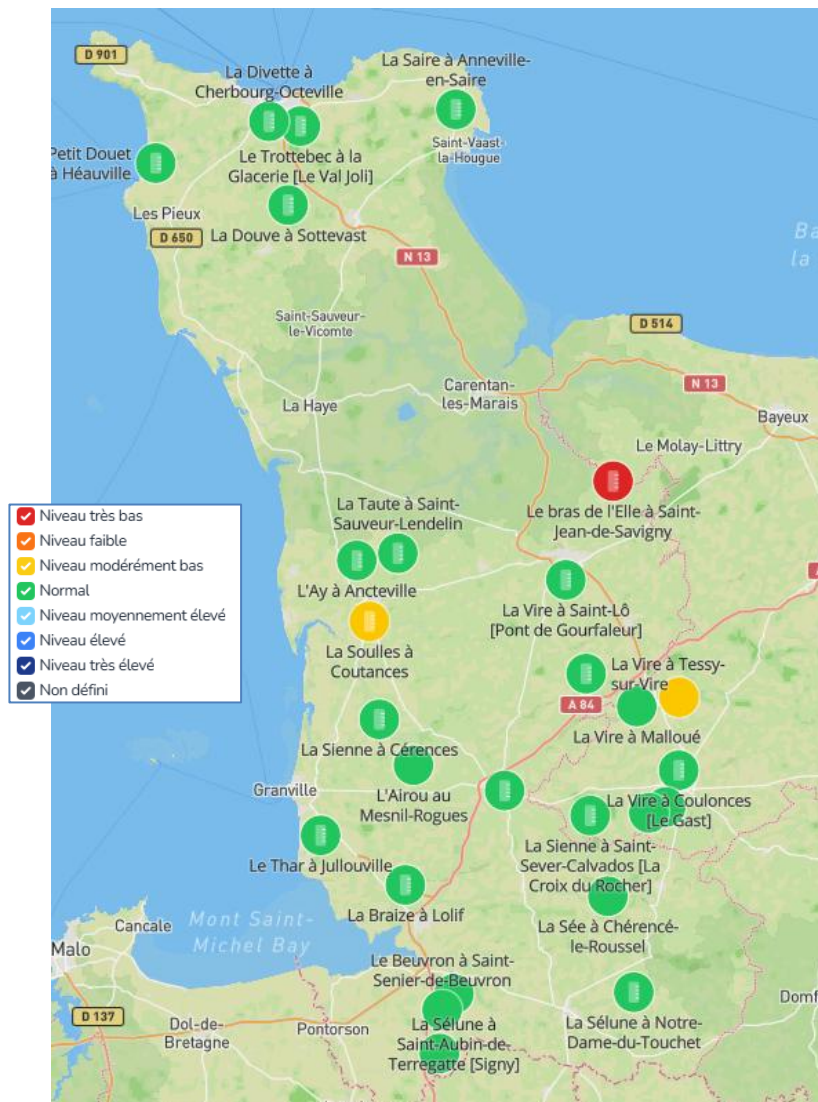 D 901
La Divette à
Cherbourg-Octeville
La Saire à Anneville-
en-Saire
Saint-Vaast-
la-Hougue
Petit Douet
à Héauville
Le Trottebec à la
Glacerie [Le Val Joli]
Les Pieux
D 650
La Douve à Sottevast
N 13
Ba
la
Saint-Sauveur-
le-Vicomte
D 514
La Haye
Carentan-
les-Marais
N 13
Bayeux
Le Molay-Littry
Niveau très bas
Niveau faible
Niveau modérément bas
Normal
Niveau moyennement élevé
Niveau élevé
Niveau très élevé
Non défini
La Taute à Saint-
Sauveur-Lendelin
Le bras de l'Elle à Saint-
Jean-de-Savigny
L'Ay à Ancteville
La Vire à Saint-Lô
[Pont de Gourfaleur]
A
La Soulles à
Coutances
La Vire à Tessy-
sur-Vire
A 84
La Vire à Malloué
La Sienne à Cérences
Granville
L'Airou au
Mesnil-Rogues
La Vire à Coulonces
[Le Gast]
Le Thar à Jullouville
La Sienne à Saint-
Sever-Calvados [La
Croix du Rocher]
La Braize à Lolif
Mont Saint-
Michel Bay
Cancale
Malo
La Sée à Chérencé-
le-Roussel
Le Beuvron à Saint-
Senier-de-Beuvron
Domf
D 137
Dol-de-
Bretagne
Pontorson
La Sélune à
Saint-Aubin-de-
Terregatte [Signy]
La Sélune à Notre-
Dame-du-Touchet